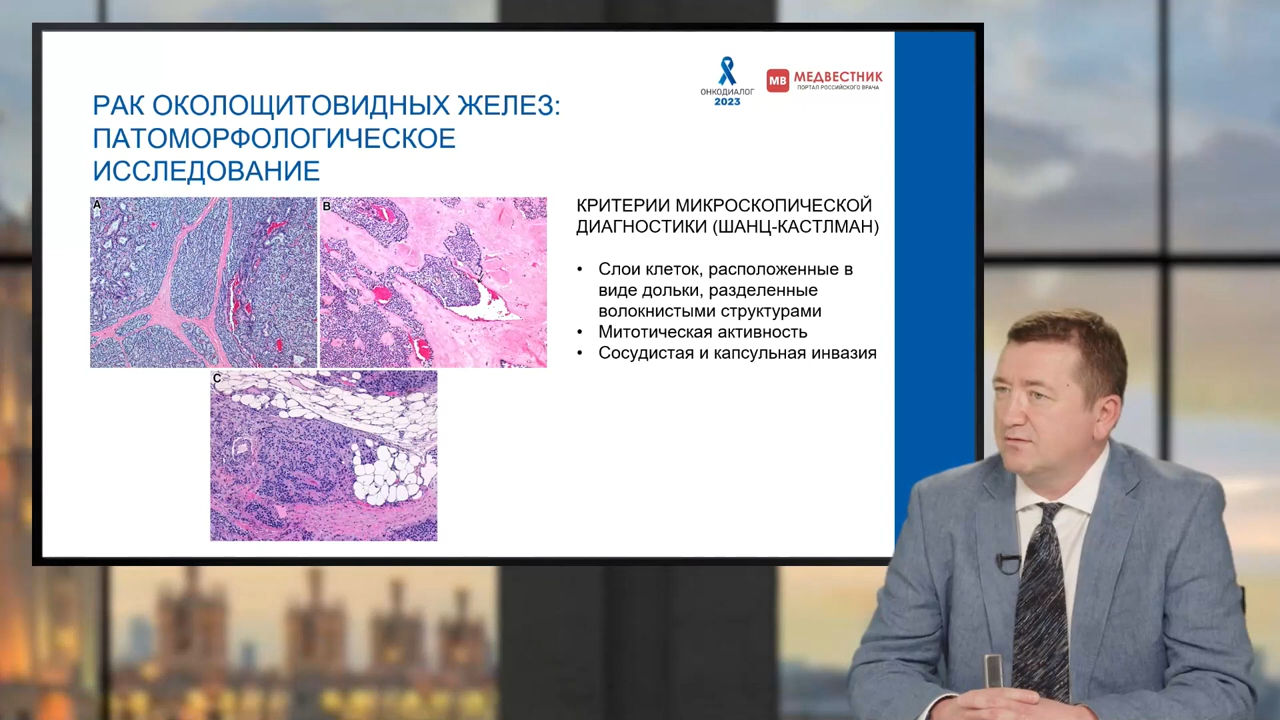 ОНКОДИАЛОГ
2023
МВ МЕДВЕСТНИК
ПОРТАЛ РОССИЙСКОГО ВРАЧА
РАК ОКОЛОЩИТОВИДНЫХ ЖЕЛЕЗ:
ПАТОМОРФОЛОГИЧЕСКОЕ
ИССЛЕДОВАНИЕ
A
B
C
КРИТЕРИИ МИКРОСКОПИЧЕСКОЙ
ДИАГНОСТИКИ (ШАНЦ-КАСТЛМАН)
• Слои клеток, расположенные в
виде дольки, разделенные
волокнистыми структурами
• Митотическая активность
• Сосудистая и капсульная инвазия